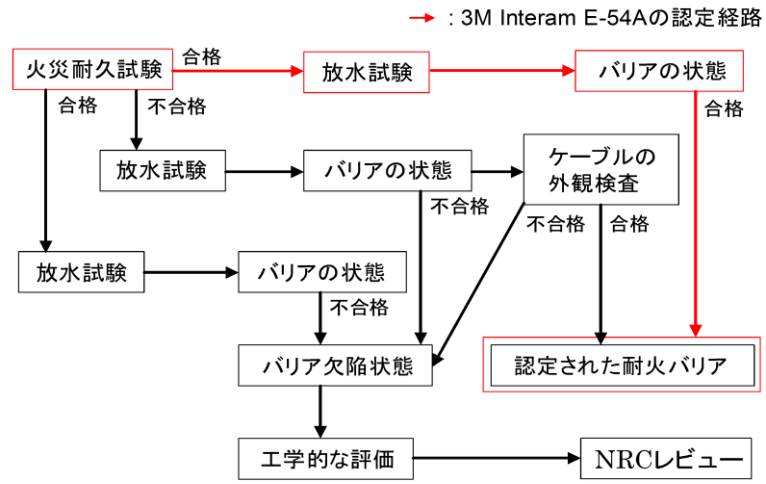 → : 3M Interam E-54Aの認定経路
火災耐久試験
合格
放水試験
バリアの状態
合格
不合格
合格
放水試験
バリアの状態
ケーブルの
外観検査
不合格
不合格
合格
放水試験
バリアの状態
不合格
バリア欠陥状態
認定された耐火バリア
工学的な評価
NRCレビュー